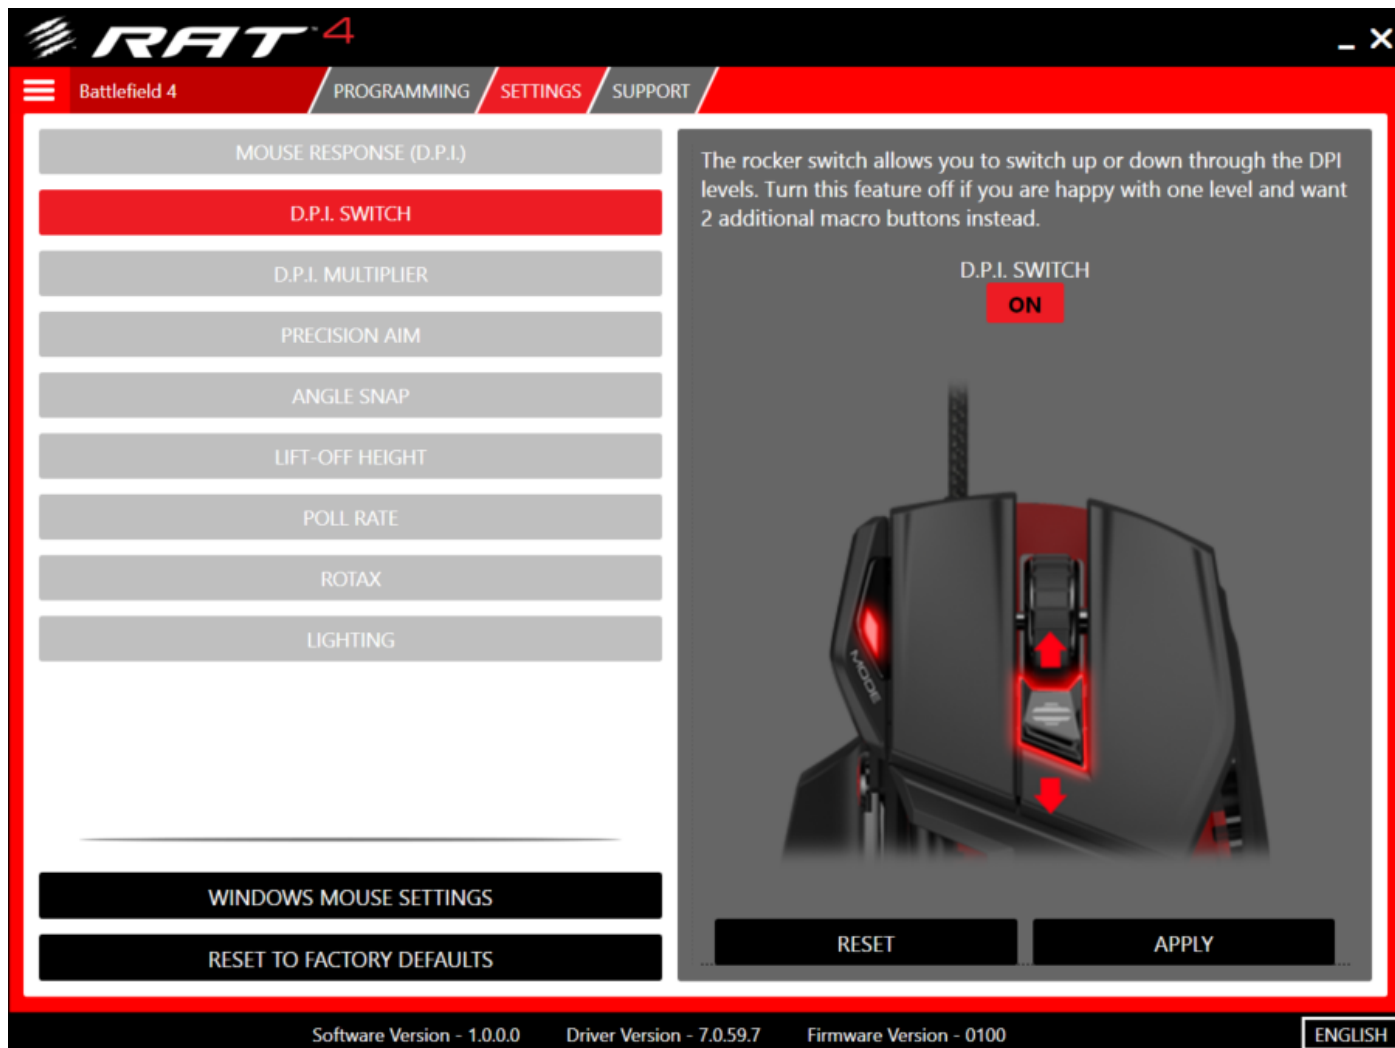 RAT 4
Battlefield 4
PROGRAMMING
SETTINGS
SUPPORT
MOUSE RESPONSE (D.P.I.)
D.P.I. SWITCH
D.P.I. MULTIPLIER
PRECISION AIM
ANGLE SNAP
LIFT-OFF HEIGHT
POLL RATE
ROTAX
LIGHTING
WINDOWS MOUSE SETTINGS
RESET TO FACTORY DEFAULTS
The rocker switch allows you to switch up or down through the DPI
levels. Turn this feature off if you are happy with one level and want
2 additional macro buttons instead.
D.P.I. SWITCH
ON
MODE
RESET
APPLY
Software Version - 1.0.0.0
Driver Version - 7.0.59.7
Firmware Version - 0100
ENGLISH